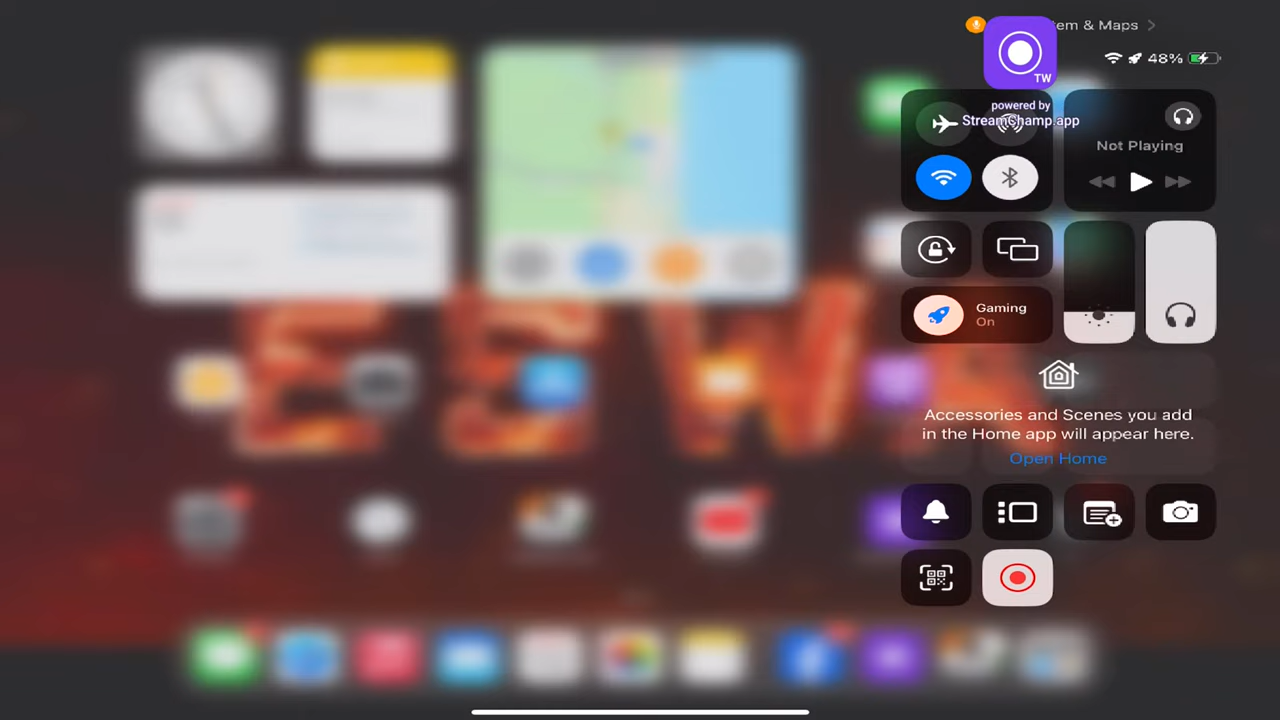 tem & Maps
TW
48%
powered by
StreamChamp.app
Not Playing
Gaming
On
Accessories and Scenes you add
in the Home app will appear here.
Open Home